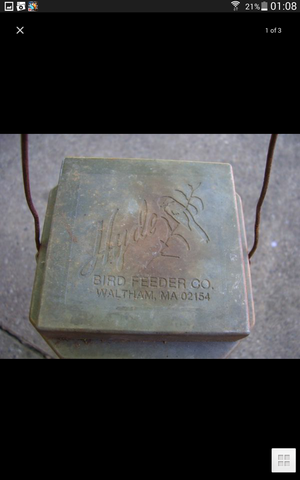 21% 01:08
1 of 3
Hyde
BIRD FEEDER CO.
WALTHAM, MA 02154